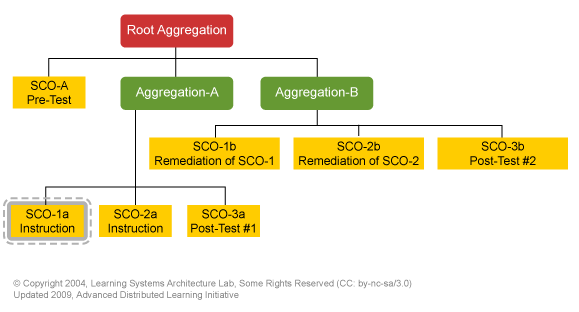 Root Aggregation
SCO-A
Pre-Test
Aggregation-A
Aggregation-B
SCO-1b
Remediation of SCO-1
SCO-2b
Remediation of SCO-2
SCO-3b
Post-Test #2
SCO-1a
Instruction
SCO-2a
Instruction
SCO-3a
Post-Test #1
© Copyright 2004, Learning Systems Architecture Lab, Some Rights Reserved (CC: by-nc-sa/3.0)
Updated 2009, Advanced Distributed Learning Initiative